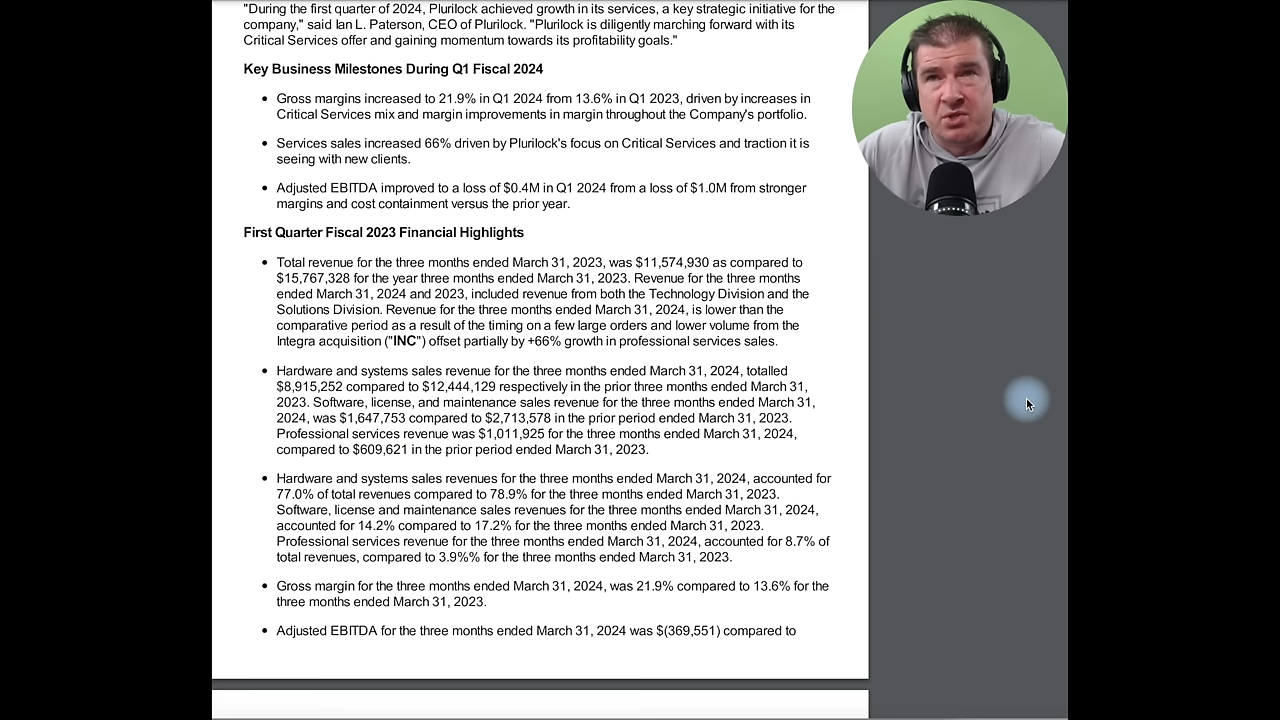 "During the first quarter of 2024, Plurilock achieved growth in its services, a key strategic initiative for the
company," said Ian L. Paterson, CEO of Plurilock. "Plurilock is diligently marching forward with its
Critical Services offer and gaining momentum towards its profitability goals."
Key Business Milestones During Q1 Fiscal 2024
• Gross margins increased to 21.9% in Q1 2024 from 13.6% in Q1 2023, driven by increases in
Critical Services mix and margin improvements in margin throughout the Company's portfolio.
• Services sales increased 66% driven by Plurilock's focus on Critical Services and traction it is
seeing with new clients.
• Adjusted EBITDA improved to a loss of $0.4M in Q1 2024 from a loss of $1.0M from stronger
margins and cost containment versus the prior year.
First Quarter Fiscal 2023 Financial Highlights
• Total revenue for the three months ended March 31, 2023, was $11,574,930 as compared to
$15,767,328 for the year three months ended March 31, 2023. Revenue for the three months
ended March 31, 2024 and 2023, included revenue from both the Technology Division and the
Solutions Division. Revenue for the three months ended March 31, 2024, is lower than the
comparative period as a result of the timing on a few large orders and lower volume from the
Integra acquisition ("INC") offset partially by +66% growth in professional services sales.
• Hardware and systems sales revenue for the three months ended March 31, 2024, totalled
$8,915,252 compared to $12,444,129 respectively in the prior three months ended March 31,
2023. Software, license, and maintenance sales revenue for the three months ended March 31,
2024, was $1,647,753 compared to $2,713,578 in the prior period ended March 31, 2023.
Professional services revenue was $1,011,925 for the three months ended March 31, 2024,
compared to $609,621 in the prior period ended March 31, 2023.
• Hardware and systems sales revenues for the three months ended March 31, 2024, accounted for
77.0% of total revenues compared to 78.9% for the three months ended March 31, 2023.
Software, license and maintenance sales revenues for the three months ended March 31, 2024,
accounted for 14.2% compared to 17.2% for the three months ended March 31, 2023.
Professional services revenue for the three months ended March 31, 2024, accounted for 8.7% of
total revenues, compared to 3.9%% for the three months ended March 31, 2023.
• Gross margin for the three months ended March 31, 2024, was 21.9% compared to 13.6% for the
three months ended March 31, 2023.
• Adjusted EBITDA for the three months ended March 31, 2024 was $(369,551) compared to